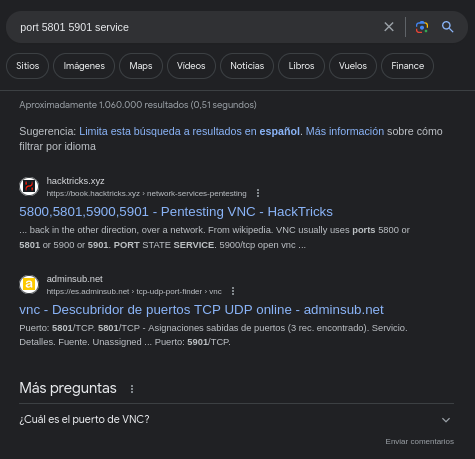 port 5801 5901 service
Sitios Imágenes Maps Vídeos Noticias Libros Vuelos Finance
Aproximadamente 1.060.000 resultados (0,51 segundos)
Sugerencia: Limita esta búsqueda a resultados en español. Más información sobre cómo
filtrar por idioma
hacktricks.xyz
https://book.hacktricks.xyz › network-services-pentesting
5800,5801,5900,5901 - Pentesting VNC - HackTricks
... back in the other direction, over a network. From wikipedia. VNC usually uses ports 5800 or
5801 or 5900 or 5901. PORT STATE SERVICE. 5900/tcp open vnc ...
a
adminsub.net
https://es.adminsub.net › tcp-udp-port-finder › vnc
vnc - Descubridor de puertos TCP UDP online - adminsub.net
Puerto: 5801/TCP. 5801/TCP - Asignaciones sabidas de puertos (3 rec. encontrado). Servicio.
Detalles. Fuente. Unassigned ... Puerto: 5901/TCP.
Más preguntas
¿Cuál es el puerto de VNC?
Enviar comentarios